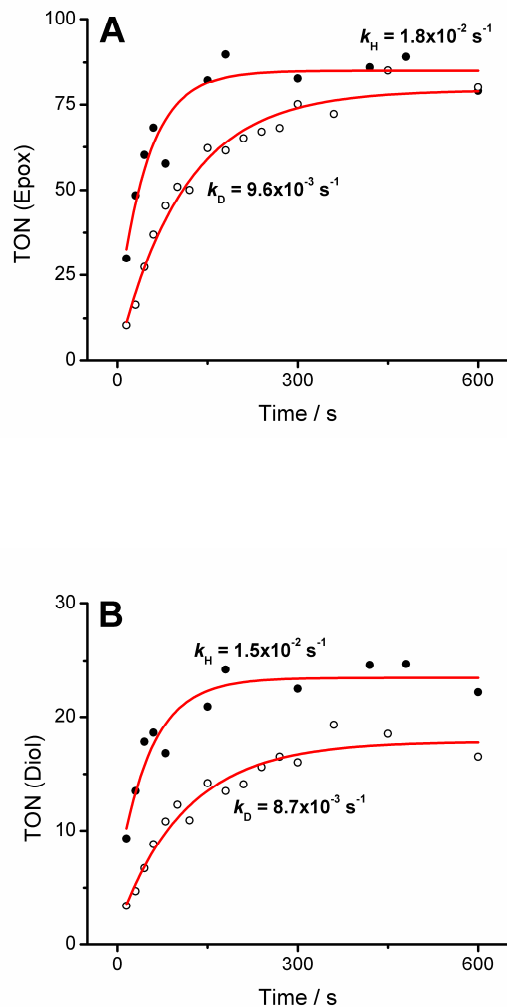 A
k_H = 1.8x10^-2 s^-1
k_D = 9.6x10^-3 s^-1
100
75
50
25
0
TON (Epox)
0 300 600
Time / s
B
k_H = 1.5x10^-2 s^-1
k_D = 8.7x10^-3 s^-1
30
20
10
0
TON (Diol)
0 300 600
Time / s